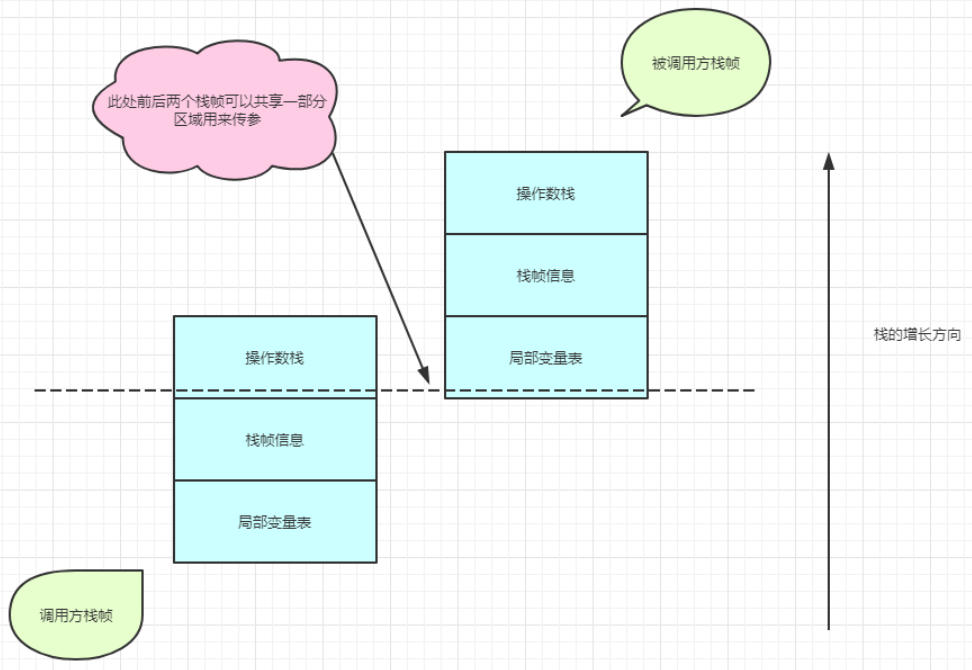 被调用方栈帧
此处前后两个栈帧可以共享一部分
区域用来传参
操作数栈
栈帧信息
局部变量表
操作数栈
栈帧信息
局部变量表
栈的增长方向
调用方栈帧